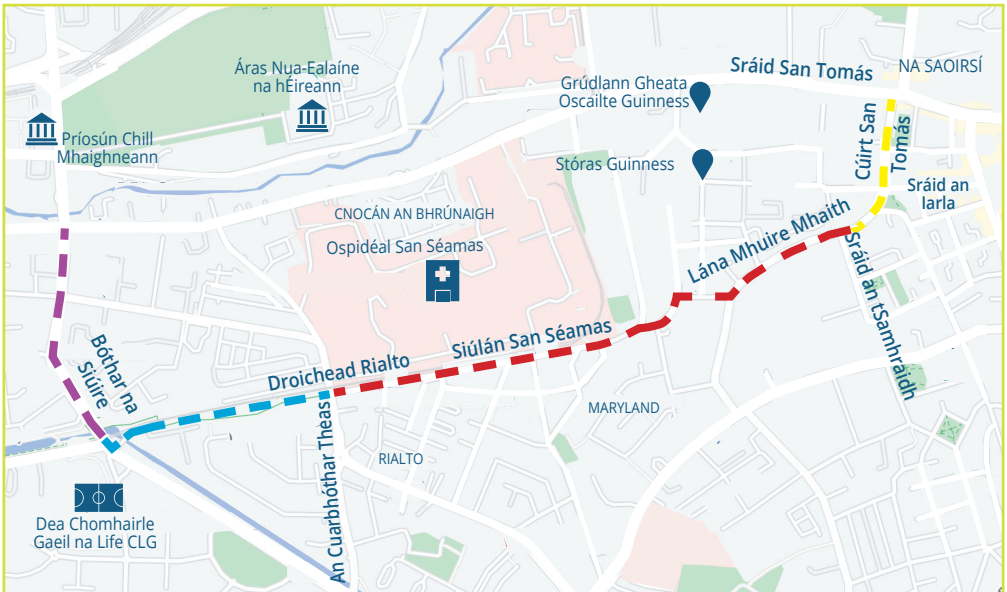 Sráid San Tomás
NA SAOIRSÍ
Áras Nua-Ealaíne
na hÉireann
Grúdlann Gheata
Oscailte Guinness
Príosún Chill
Mhaighneann
Cúirt San
Tomás
Stóras Guinness
Sráid an
Iarla
CNOCÁN AN BHRÚNAIGH
Ospidéal San Séamas
Lána Mhuire Mhaith
Sráid an tSamhraidh
Siúlán San Séamas
Droichead Rialto
Bóthar na
Siúire
MARYLAND
RIALTO
An Cuarbhóthar Theas
Dea Chomhairle
Gaeil na Life CLG